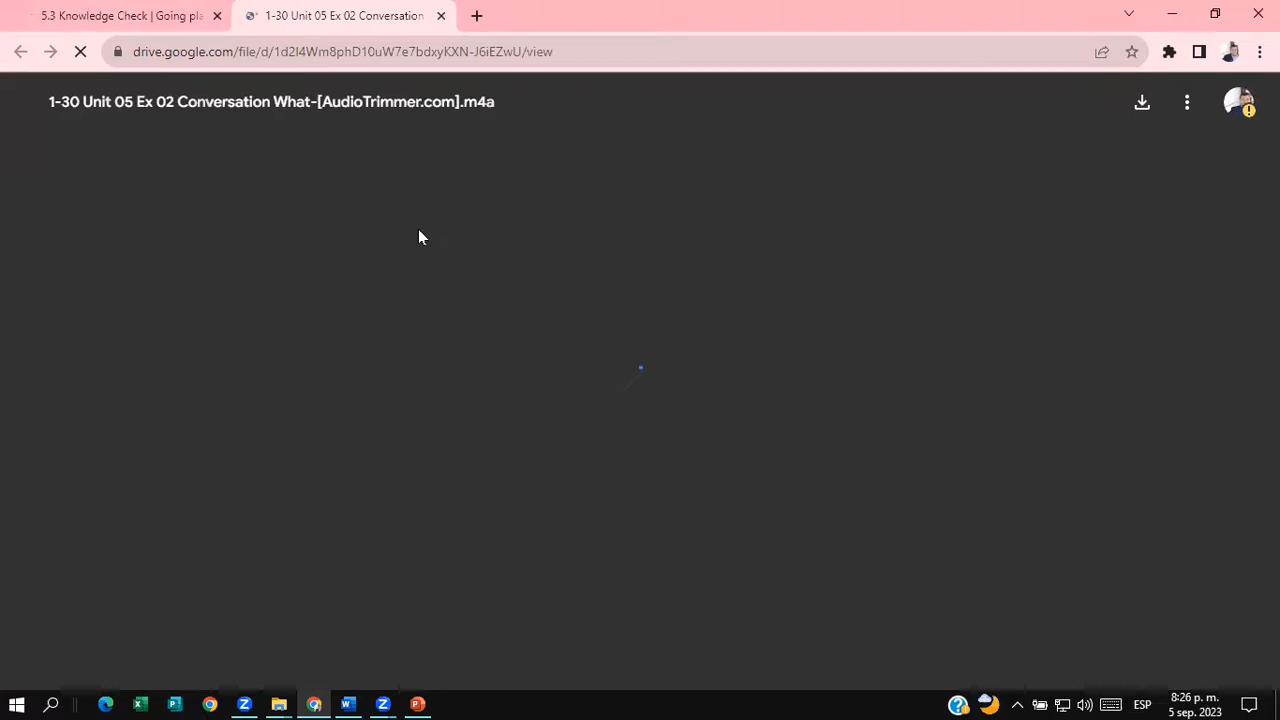 5.3 Knowledge Check | Going pla
1-30 Unit 05 Ex 02 Conversation
drive.google.com/file/d/1d2I4Wm8phD10uW7e7bdxyKXN-J6iEZwU/view
1-30 Unit 05 Ex 02 Conversation What-[AudioTrimmer.com].m4a
ESP
8:26 p. m.
5 sep. 2023